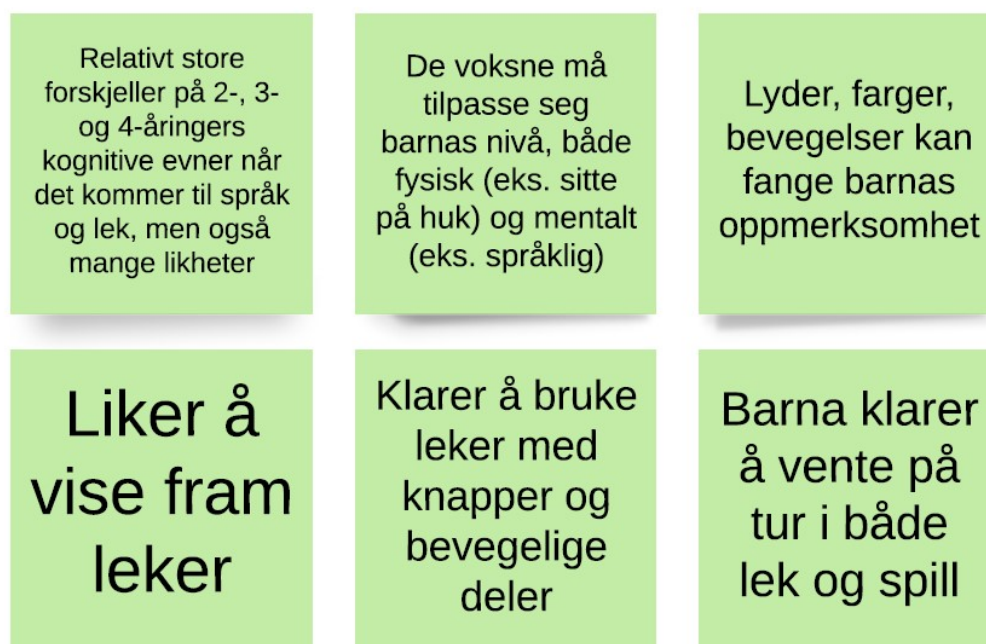 Relativt store
forskjeller på 2-, 3-
og 4-åringers
kognitive evner når
det kommer til språk
og lek, men også
mange likheter
De voksne må
tilpasse seg
barnas nivå, både
fysisk (eks. sitte
på huk) og mentalt
(eks. språklig)
Lyder, farger,
bevegelser kan
fange barnas
oppmerksomhet
Liker å
vise fram
leker
Klarer å bruke
leker med
knapper og
bevegelige
deler
Barna klarer
å vente på
tur i både
lek og spill